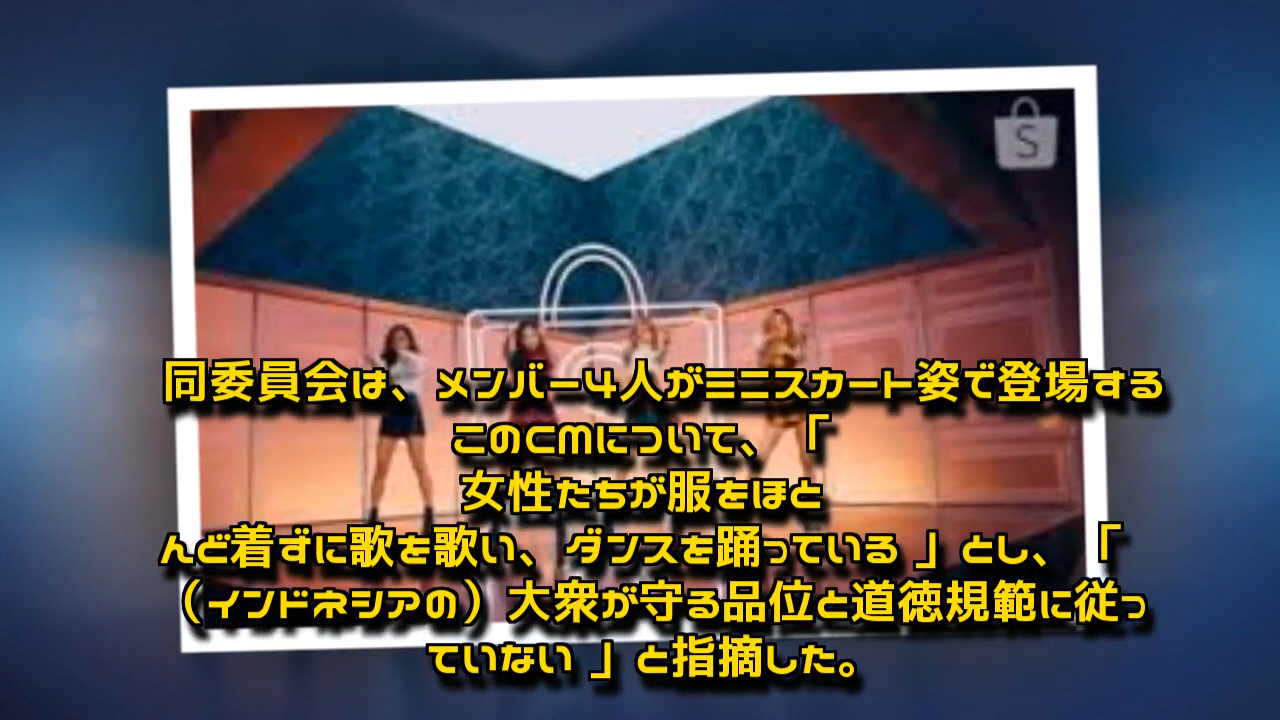 S
同委員会は、メンバー4人がミニスカート姿で登場する
このCMについて、「
女性たちが服をほと
んど着ずに歌を歌い、ダンスを踊っている 」とし、「
（インドネシアの）大衆が守る品位と道徳規範に従っ
ていない 」と指摘した。